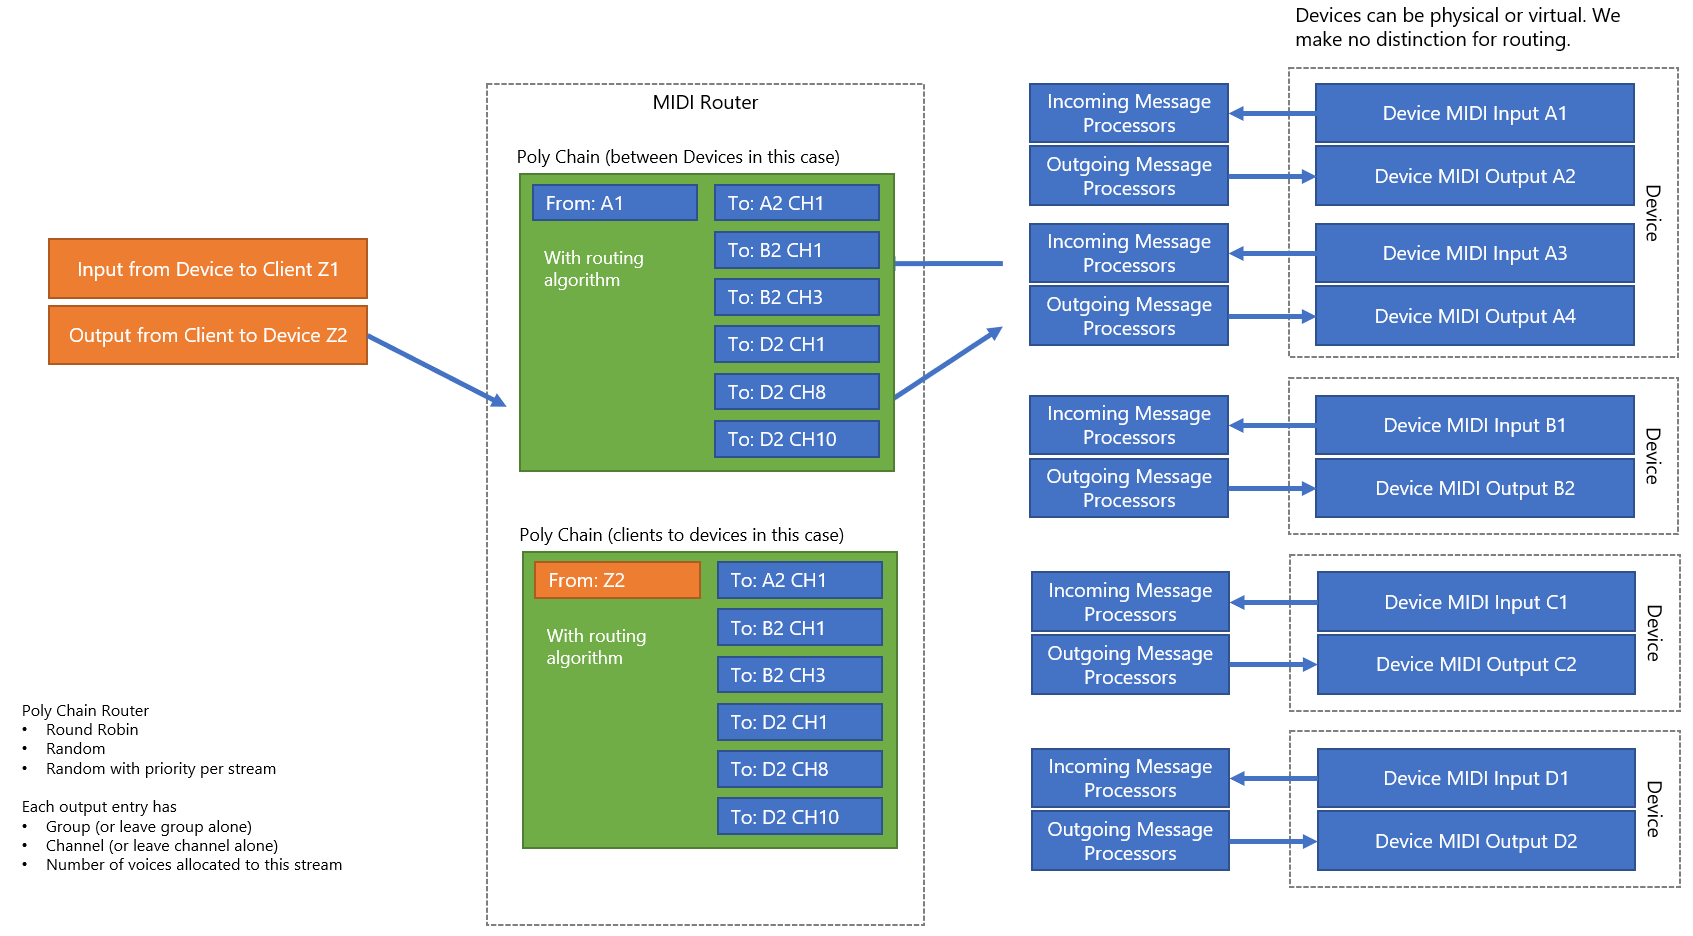 Devices can be physical or virtual. We
make no distinction for routing.
MIDI Router
Poly Chain (between Devices in this case)
From: A1
With routing
algorithm
To: A2 CH1
To: B2 CH1
To: B2 CH3
To: D2 CH1
To: D2 CH8
To: D2 CH10
Input from Device to Client Z1
Output from Client to Device Z2
Poly Chain (clients to devices in this case)
From: Z2
With routing
algorithm
To: A2 CH1
To: B2 CH1
To: B2 CH3
To: D2 CH1
To: D2 CH8
To: D2 CH10
Poly Chain Router
• Round Robin
• Random
• Random with priority per stream
Each output entry has
• Group (or leave group alone)
• Channel (or leave channel alone)
• Number of voices allocated to this stream
Incoming Message
Processors
Device MIDI Input A1
Outgoing Message
Processors
Device MIDI Output A2
Incoming Message
Processors
Device MIDI Input A3
Outgoing Message
Processors
Device MIDI Output A4
Device
Incoming Message
Processors
Device MIDI Input B1
Outgoing Message
Processors
Device MIDI Output B2
Device
Incoming Message
Processors
Device MIDI Input C1
Outgoing Message
Processors
Device MIDI Output C2
Device
Incoming Message
Processors
Device MIDI Input D1
Outgoing Message
Processors
Device MIDI Output D2
Device